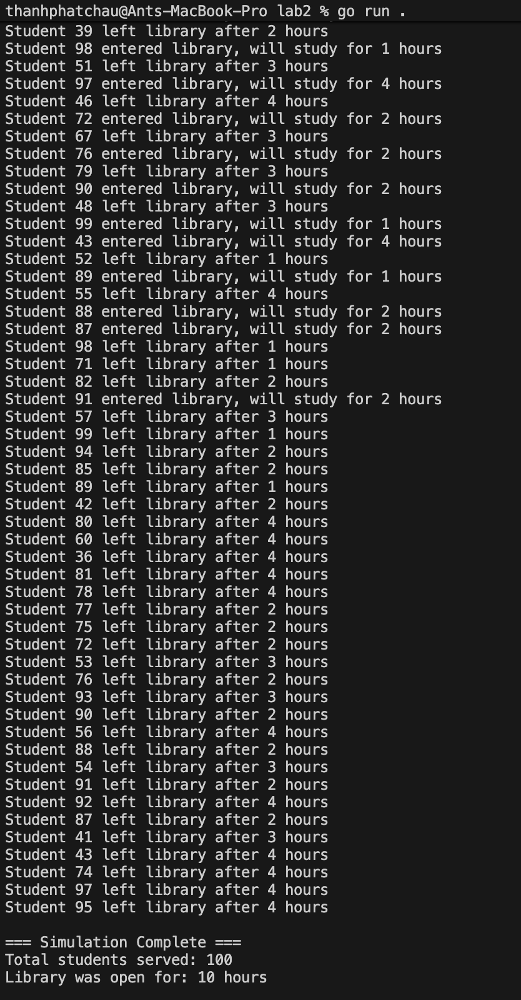 thanhphatchau@Ants-MacBook-Pro lab2 % go run .
Student 39 left library after 2 hours
Student 98 entered library, will study for 1 hours
Student 51 left library after 3 hours
Student 97 entered library, will study for 4 hours
Student 46 left library after 4 hours
Student 72 entered library, will study for 2 hours
Student 67 left library after 3 hours
Student 76 entered library, will study for 2 hours
Student 79 left library after 3 hours
Student 90 entered library, will study for 2 hours
Student 48 left library after 3 hours
Student 99 entered library, will study for 1 hours
Student 43 entered library, will study for 4 hours
Student 52 left library after 1 hours
Student 89 entered library, will study for 1 hours
Student 55 left library after 4 hours
Student 88 entered library, will study for 2 hours
Student 87 entered library, will study for 2 hours
Student 98 left library after 1 hours
Student 71 left library after 1 hours
Student 82 left library after 2 hours
Student 91 entered library, will study for 2 hours
Student 57 left library after 3 hours
Student 99 left library after 1 hours
Student 94 left library after 2 hours
Student 85 left library after 2 hours
Student 89 left library after 1 hours
Student 42 left library after 2 hours
Student 80 left library after 4 hours
Student 60 left library after 4 hours
Student 36 left library after 4 hours
Student 81 left library after 4 hours
Student 78 left library after 4 hours
Student 77 left library after 2 hours
Student 75 left library after 2 hours
Student 72 left library after 2 hours
Student 53 left library after 3 hours
Student 76 left library after 2 hours
Student 93 left library after 3 hours
Student 90 left library after 2 hours
Student 56 left library after 4 hours
Student 88 left library after 2 hours
Student 54 left library after 3 hours
Student 91 left library after 2 hours
Student 92 left library after 4 hours
Student 87 left library after 2 hours
Student 41 left library after 3 hours
Student 43 left library after 4 hours
Student 74 left library after 4 hours
Student 97 left library after 4 hours
Student 95 left library after 4 hours
=== Simulation Complete ===
Total students served: 100
Library was open for: 10 hours